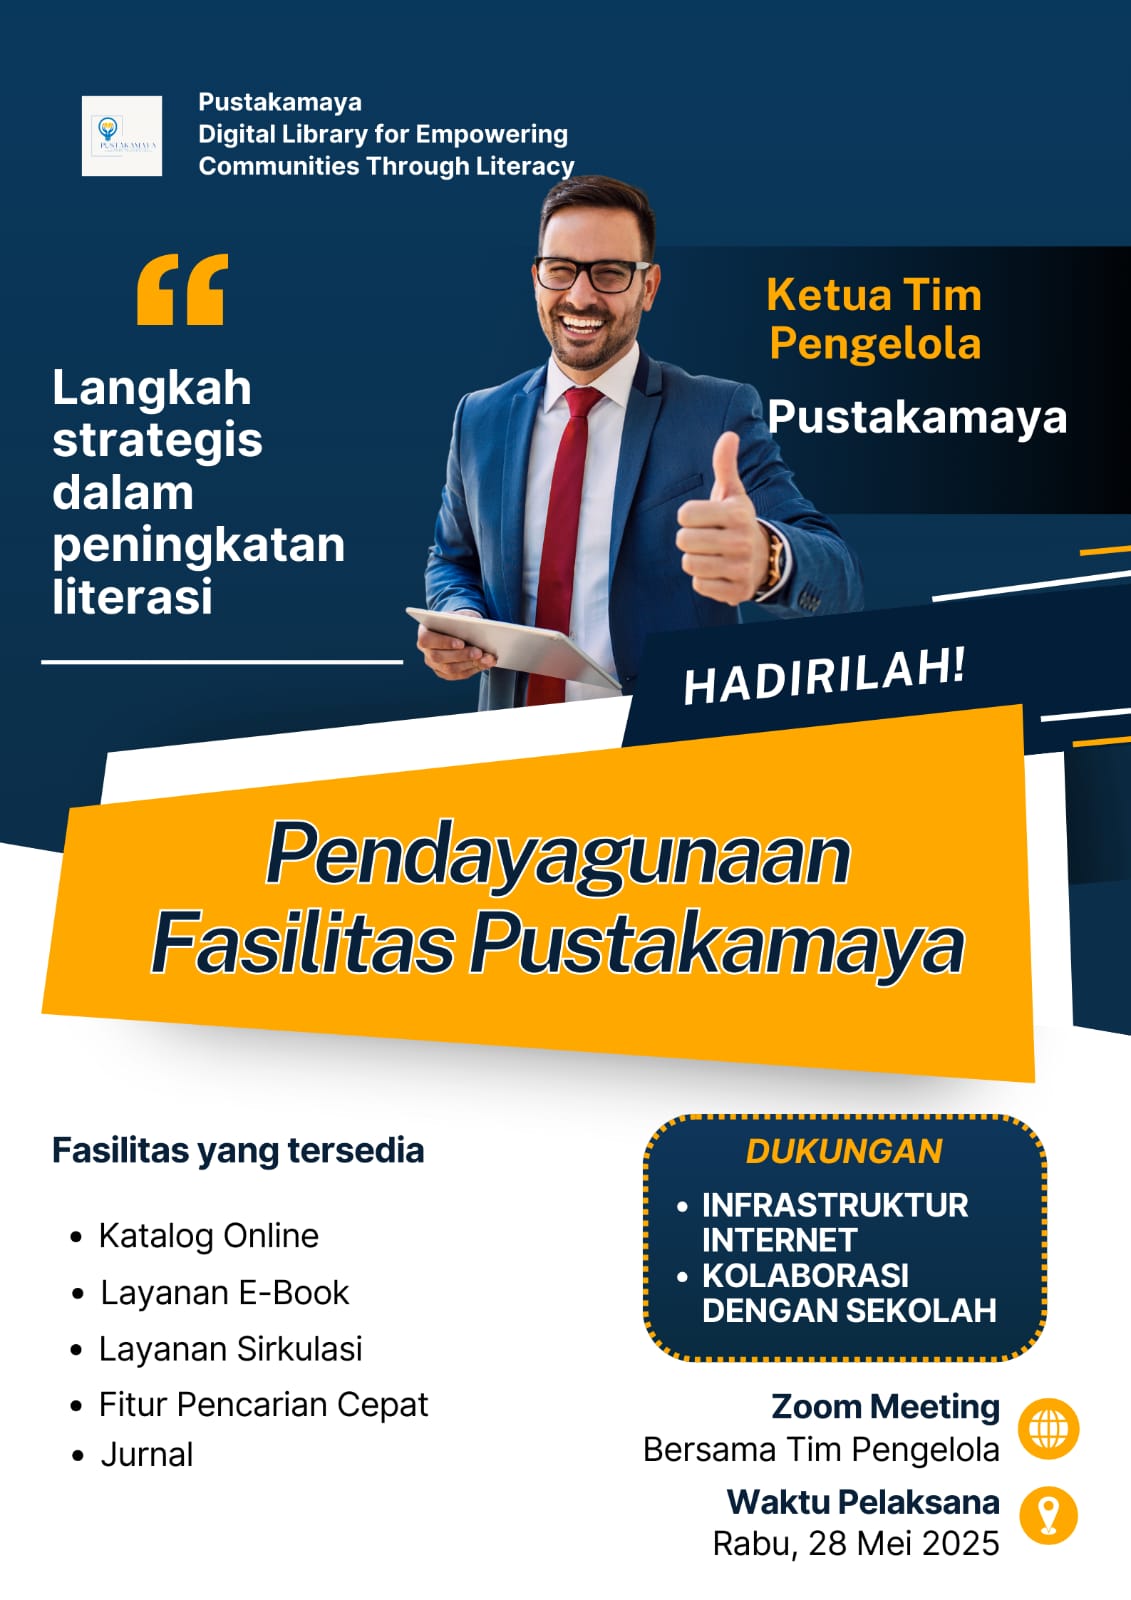 PUSTAKAMAYA
Pustakamaya
Digital Library for Empowering
Communities Through Literacy
Ketua Tim
Pengelola
Pustakamaya
“
Langkah
strategis
dalam
peningkatan
literasi
HADIRILAH!
Pendayagunaan
Fasilitas Pustakamaya
Fasilitas yang tersedia
• Katalog Online
• Layanan E-Book
• Layanan Sirkulasi
• Fitur Pencarian Cepat
• Jurnal
DUKUNGAN
• INFRASTRUKTUR
INTERNET
• KOLABORASI
DENGAN SEKOLAH
Zoom Meeting
Bersama Tim Pengelola
Waktu Pelaksana
Rabu, 28 Mei 2025